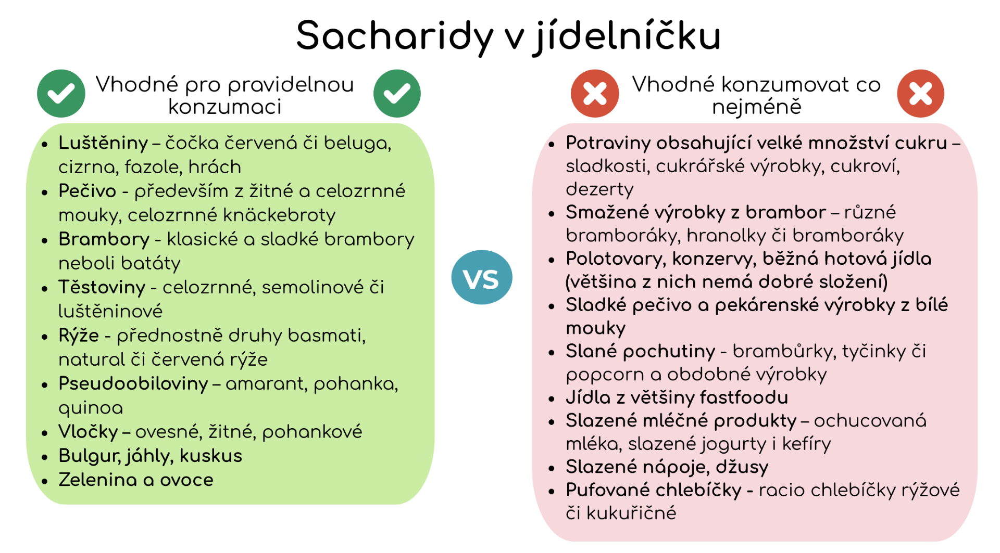 Sacharidy v jídelníčku
Vhodné pro pravidelnou
konzumaci
• Luštěniny – čočka červená či beluga,
cizrna, fazole, hrách
• Pečivo - především z žitné a celozrnné
mouky, celozrnné knäckebroty
• Brambory - klasické a sladké brambory
neboli batáty
• Těstoviny - celozrnné, semolinové či
luštěninové
• Rýže - přednostně druhy basmati,
natural či červená rýže
• Pseudoobiloviny – amarant, pohanka,
quinoa
• Vločky – ovesné, žitné, pohankové
• Bulgur, jáhly, kuskus
• Zelenina a ovoce
VS
Vhodné konzumovat co
nejméně
• Potraviny obsahující velké množství cukru –
sladkosti, cukrářské výrobky, cukroví,
dezerty
• Smažené výrobky z brambor – různé
bramboráky, hranolky či bramboráky
• Polotovary, konzervy, běžná hotová jídla
(většina z nich nemá dobré složení)
• Sladké pečivo a pekárenské výrobky z bílé
mouky
• Slané pochutiny - brambůrky, tyčinky či
popcorn a obdobné výrobky
• Jídla z většiny fastfoodu
• Slazené mléčné produkty – ochucovaná
mléka, slazené jogurty i kefíry
• Slazené nápoje, džusy
• Pufované chlebíčky - racio chlebíčky rýžové
či kukuřičné